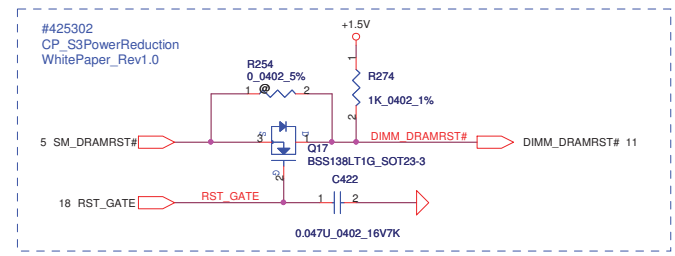 #425302
CP_S3PowerReduction
WhitePaper_Rev1.0
+1.5V
R254
0_0402_5%
1 @ 2
1
R274
1K_0402_1%
2
5 SM_DRAMRST#
3 S D 1
DIMM_DRAMRST#
DIMM_DRAMRST# 11
Q17
BSS138LT1G_SOT23-3
G 2
C422
18 RST_GATE
RST_GATE
1 2
0.047U_0402_16V7K